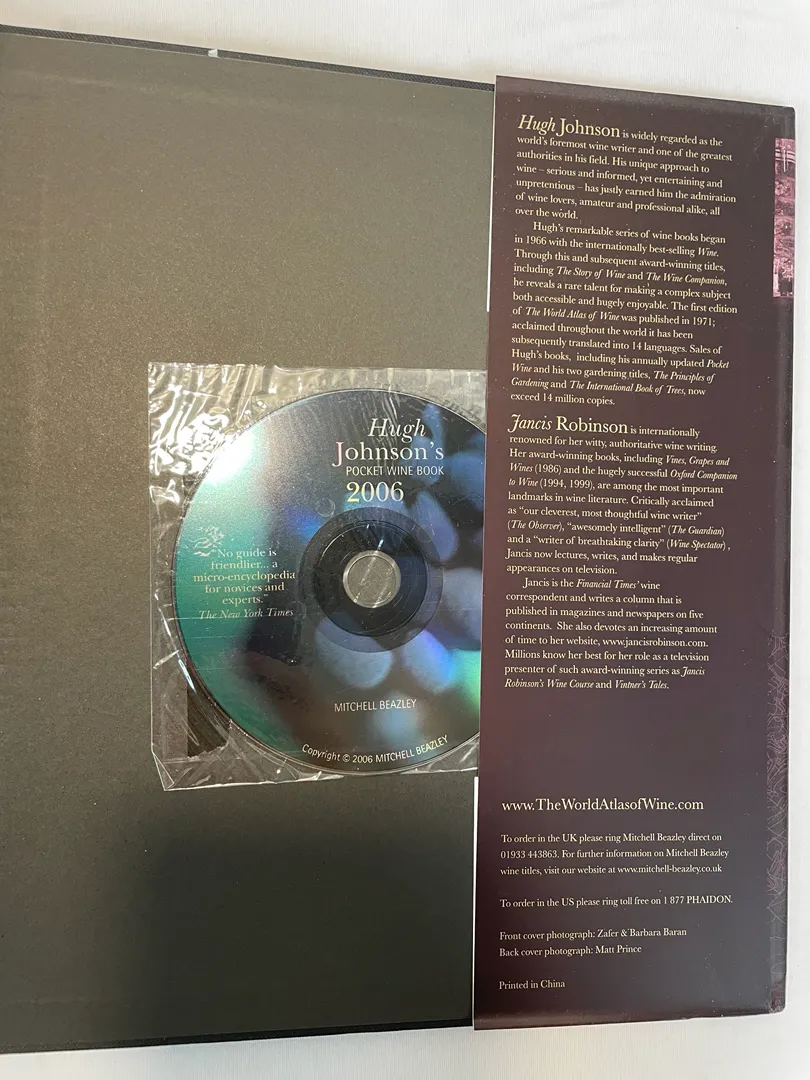 Hugh
Johnson's
POCKET WINE BOOK
2006
"No guide is
friendlier... a
micro-encyclopedia
for novices and
experts."
The New York Times
MITCHELL BEAZLEY
Copyright © 2006 MITCHELL BEAZLEY
Hugh Johnson is widely regarded as the
world's foremost wine writer and one of the greatest
authorities in his field. His unique approach to
wine – serious and informed, yet entertaining and
unpretentious – has justly earned him the admiration
of wine lovers, amateur and professional alike, all
over the world.
Hugh's remarkable series of wine books began
in 1966 with the internationally best-selling Wine.
Through this and subsequent award-winning titles,
including The Story of Wine and The Wine Companion,
he reveals a rare talent for making a complex subject
both accessible and hugely enjoyable. The first edition
of The World Atlas of Wine was published in 1971;
acclaimed throughout the world it has been
subsequently translated into 14 languages. Sales of
Hugh's books, including his annually updated Pocket
Wine and his two gardening titles, The Principles of
Gardening and The International Book of Trees, now
exceed 14 million copies.
Jancis Robinson is internationally
renowned for her witty, authoritative wine writing.
Her award-winning books, including Vines, Grapes and
Wines (1986) and the hugely successful Oxford Companion
to Wine (1994, 1999), are among the most important
landmarks in wine literature. Critically acclaimed
as "our cleverest, most thoughtful wine writer"
(The Observer), "awesomely intelligent" (The Guardian)
and a "writer of breathtaking clarity" (Wine Spectator),
Jancis now lectures, writes, and makes regular
appearances on television.
Jancis is the Financial Times' wine
correspondent and writes a column that is
published in magazines and newspapers on five
continents. She also devotes an increasing amount
of time to her website, www.jancisrobinson.com.
Millions know her best for her role as a television
presenter of such award-winning series as Jancis
Robinson's Wine Course and Vintner's Tales.
www.TheWorldAtlasofWine.com
To order in the UK please ring Mitchell Beazley direct on
01933 443863. For further information on Mitchell Beazley
wine titles, visit our website at www.mitchell-beazley.co.uk
To order in the US please ring toll free on 1 877 PHAIDON.
Front cover photograph: Zafer & Barbara Baran
Back cover photograph: Matt Prince
Printed in China